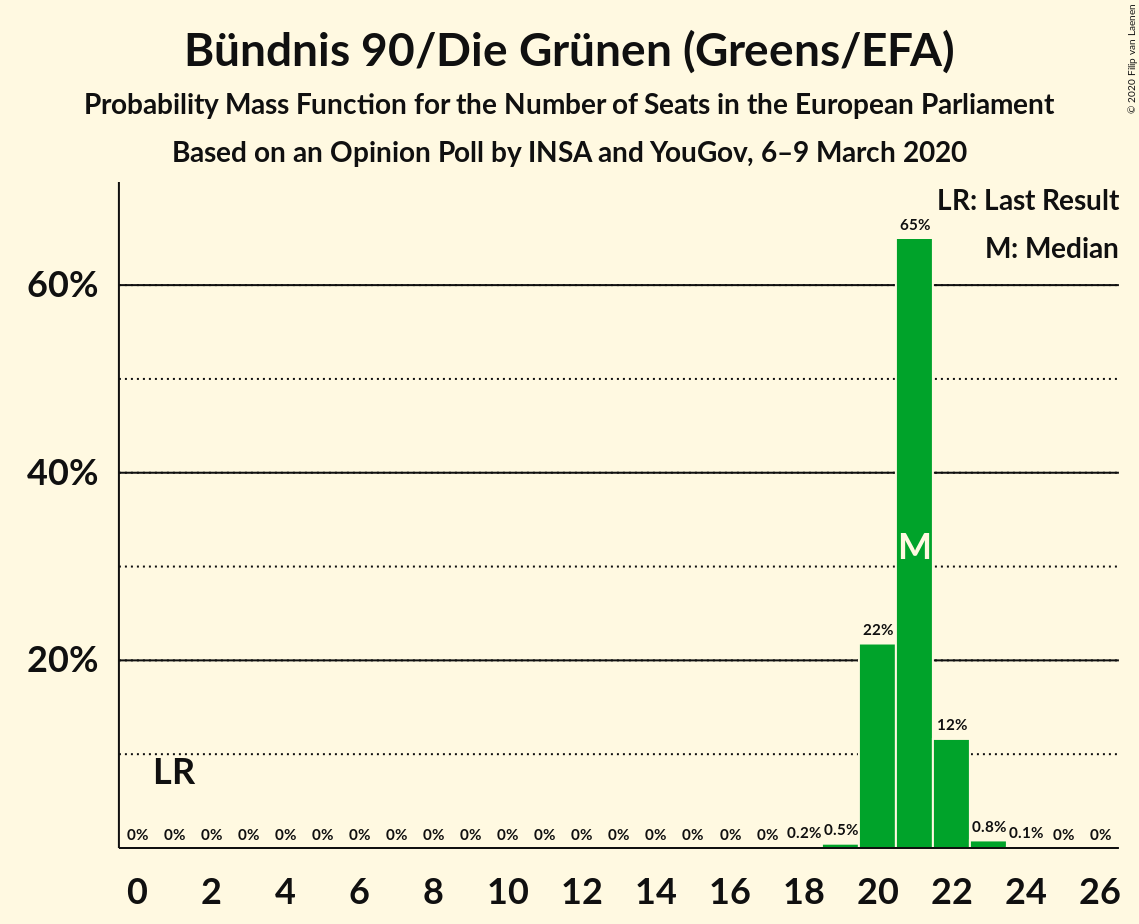 Bündnis 90/Die Grünen (Greens/EFA)
Probability Mass Function for the Number of Seats in the European Parliament
Based on an Opinion Poll by INSA and YouGov, 6–9 March 2020
© 2020 Filip van Laenen
LR: Last Result
M: Median
65%
60%
40%
M
22%
20%
12%
LR
0% 0% 0% 0% 0% 0% 0% 0% 0% 0% 0% 0% 0% 0% 0% 0% 0% 0% 0.2% 0.5% 0.8% 0.1% 0% 0%
0 2 4 6 8 10 12 14 16 18 20 22 24 26